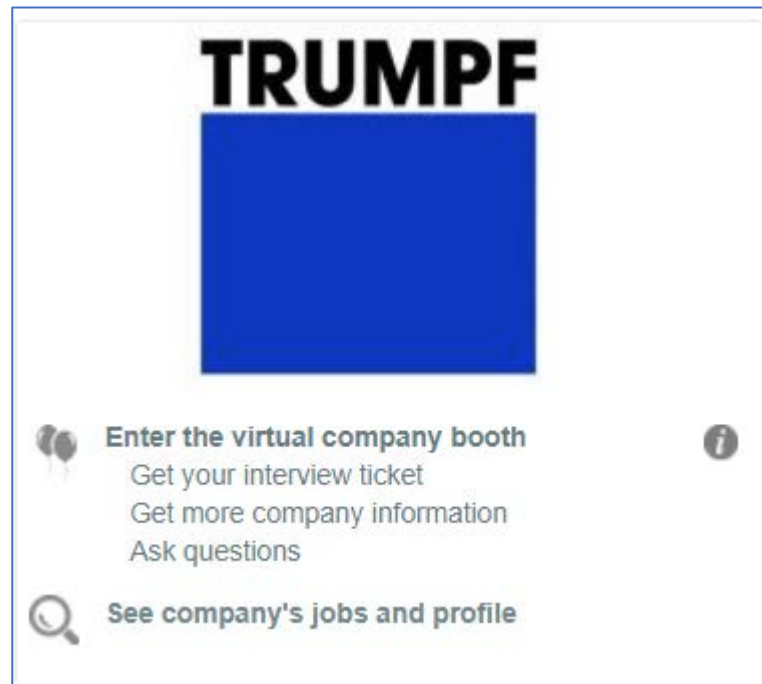 TRUMPF
Enter the virtual company booth
Get your interview ticket
Get more company information
Ask questions
See company's jobs and profile